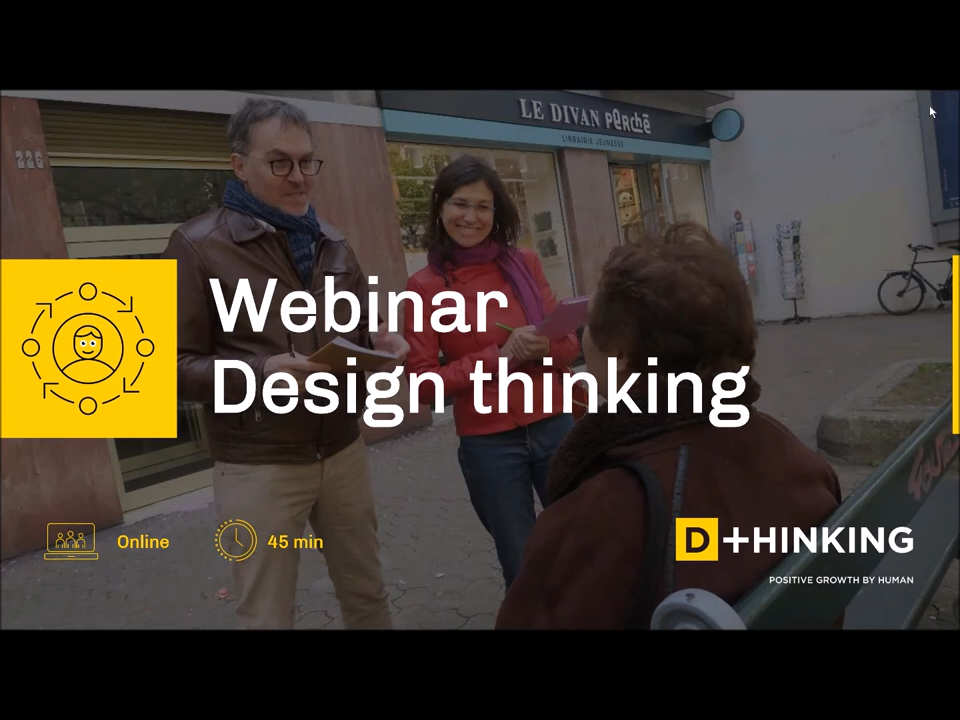 LE DIVAN PERCHÉ
LIBRAIRIE JEUNESSE
226
Webinar
Design thinking
Online
45 min
D+HINKING
POSITIVE GROWTH BY HUMAN